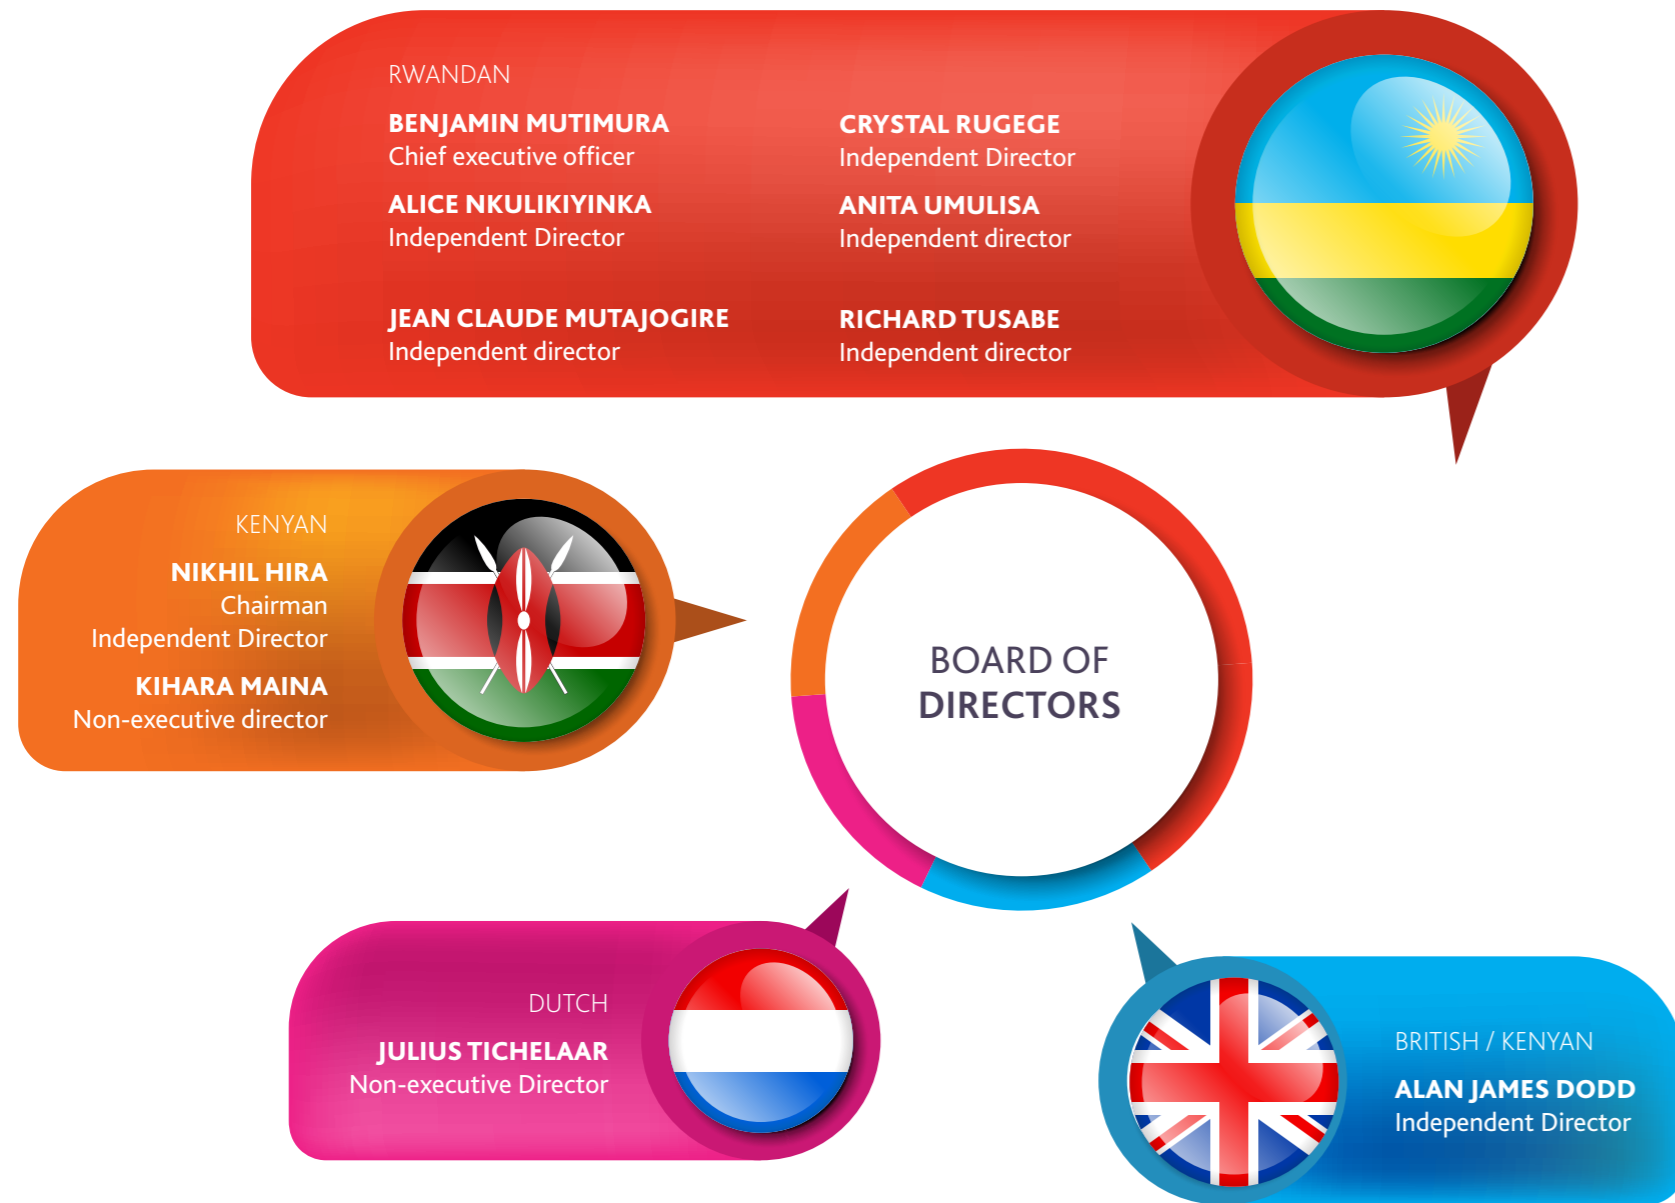 RWANDAN
BENJAMIN MUTIMURA
Chief executive officer
ALICE NKULIKIYINKA
Independent Director
JEAN CLAUDE MUTAJOGIRE
Independent director
CRYSTAL RUGEGE
Independent Director
ANITA UMULISA
Independent director
RICHARD TUSABE
Independent director
KENYAN
NIKHIL HIRA
Chairman
Independent Director
KIHARA MAINA
Non-executive director
BOARD OF
DIRECTORS
DUTCH
JULIUS TICHELAAR
Non-executive Director
BRITISH / KENYAN
ALAN JAMES DODD
Independent Director